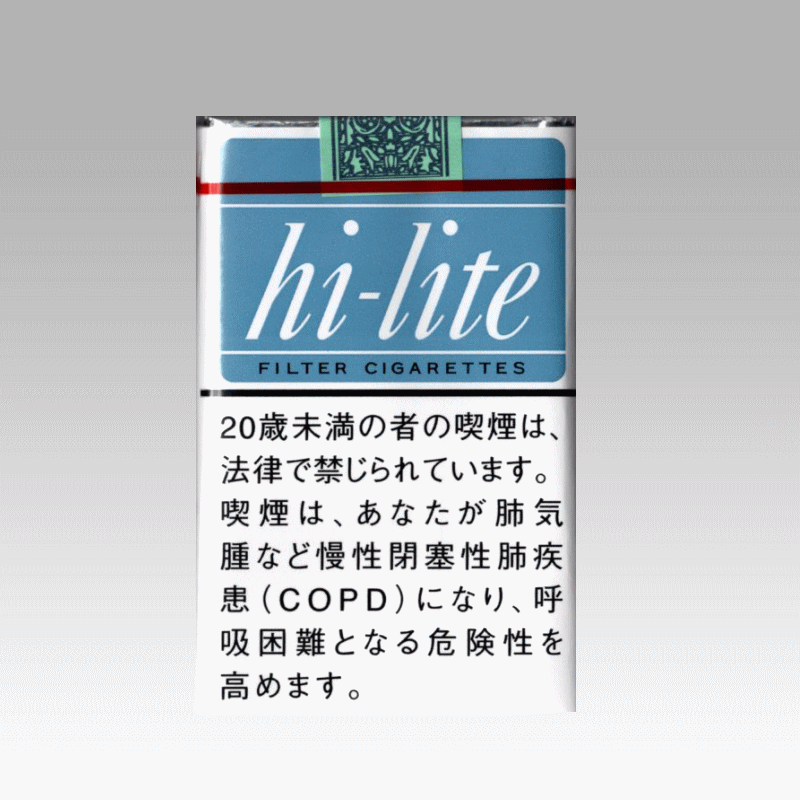 hi-lite
FILTER CIGARETTES
20歳未満の者の喫煙は、
法律で禁じられています。
喫煙は、あなたが肺気
腫など慢性閉塞性肺疾
患(COPD)になり、呼
吸困難となる危険性を
高めます。